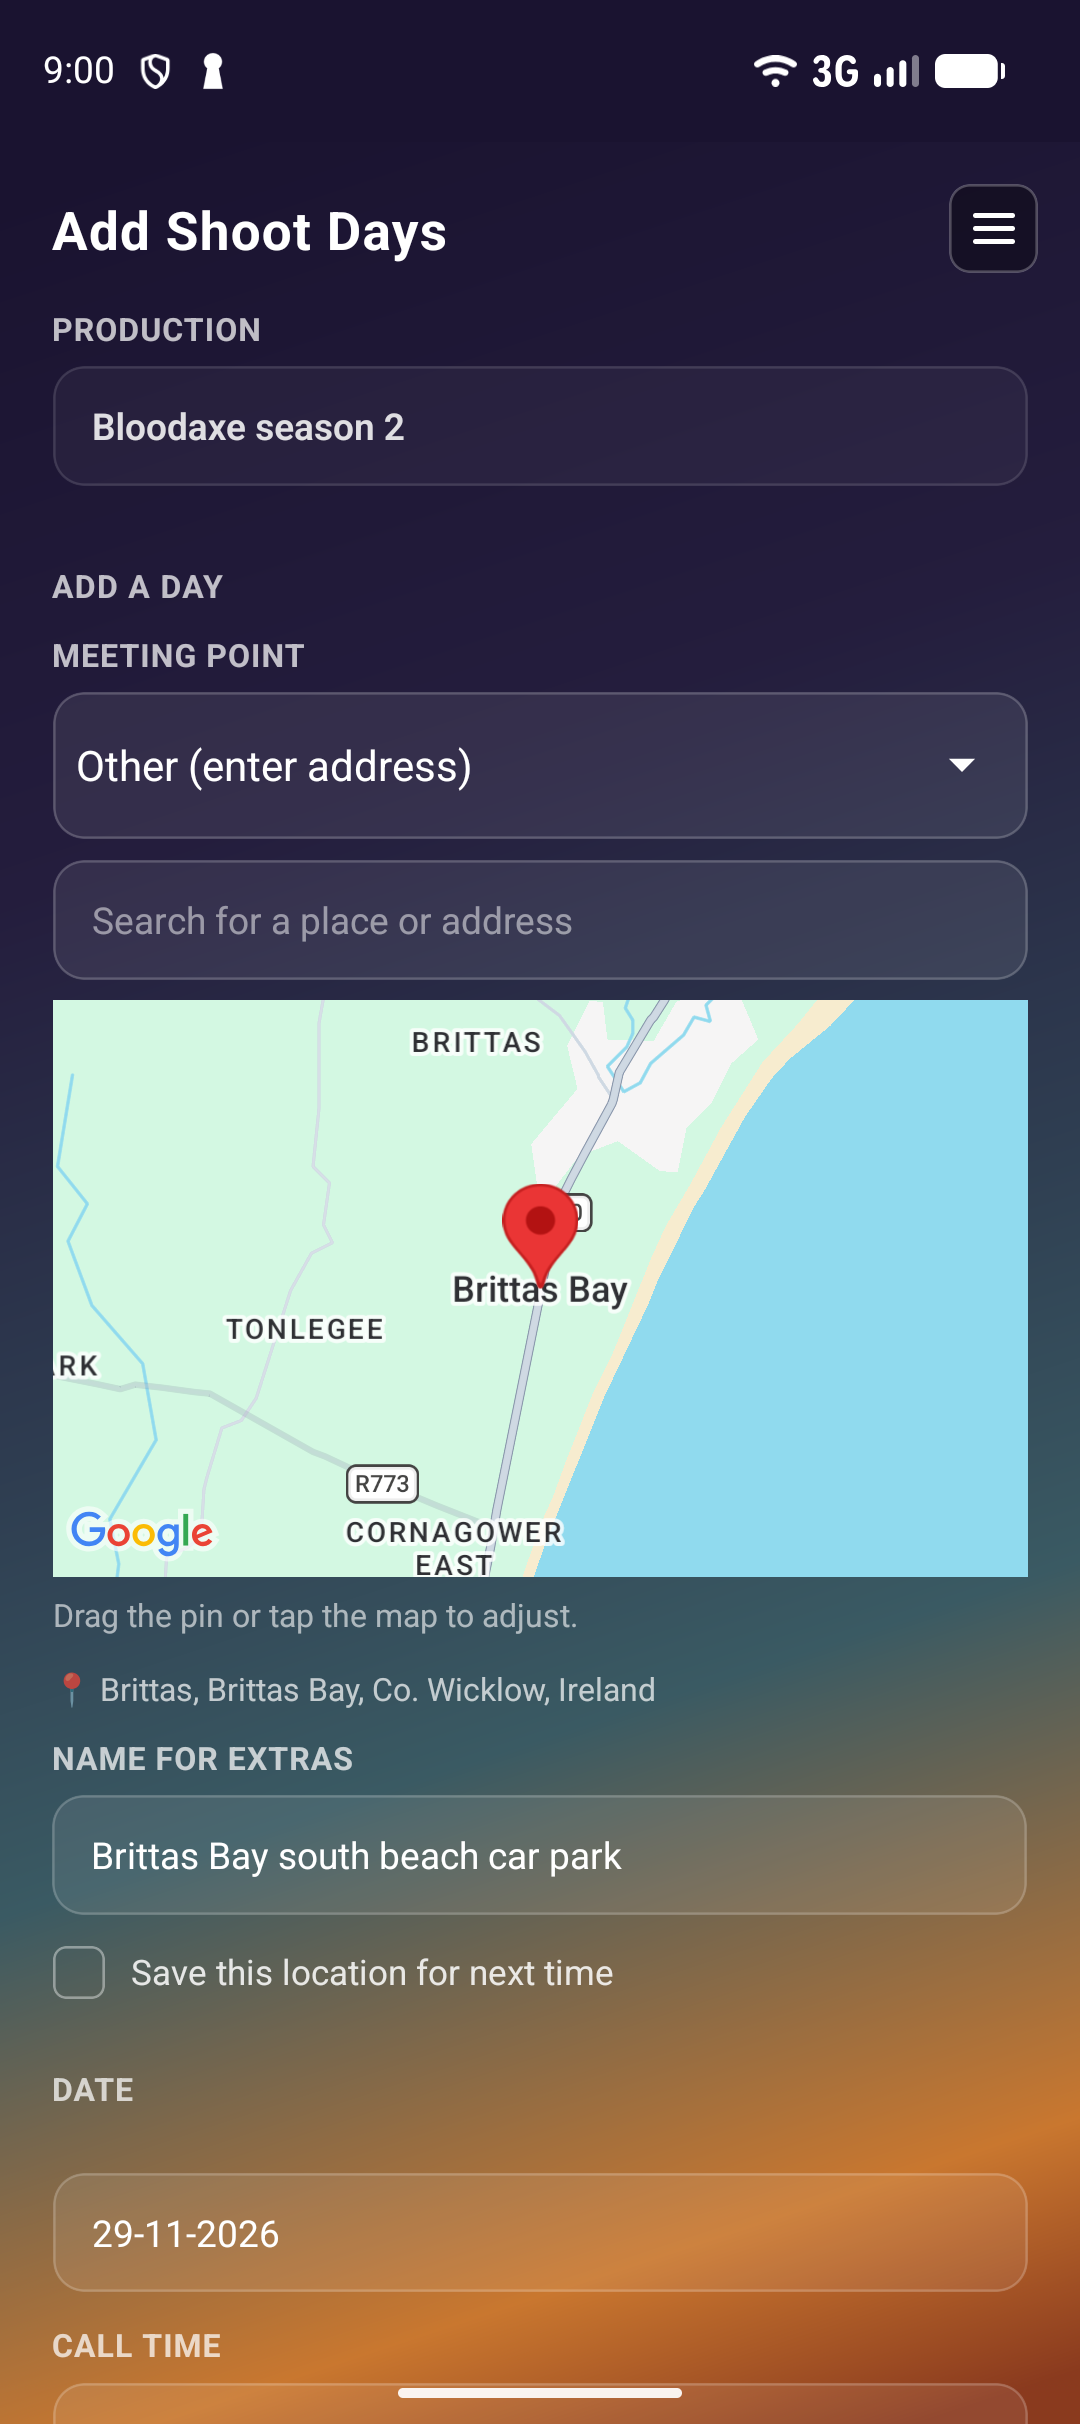 9:00
3G
Add Shoot Days
PRODUCTION
Bloodaxe season 2
ADD A DAY
MEETING POINT
Other (enter address)
Search for a place or address
BRITTAS
Brittas Bay
TONLEGEE
ARK
R773
CORNAGOWER
EAST
Google
Drag the pin or tap the map to adjust.
Brittas, Brittas Bay, Co. Wicklow, Ireland
NAME FOR EXTRAS
Brittas Bay south beach car park
Save this location for next time
DATE
29-11-2026
CALL TIME